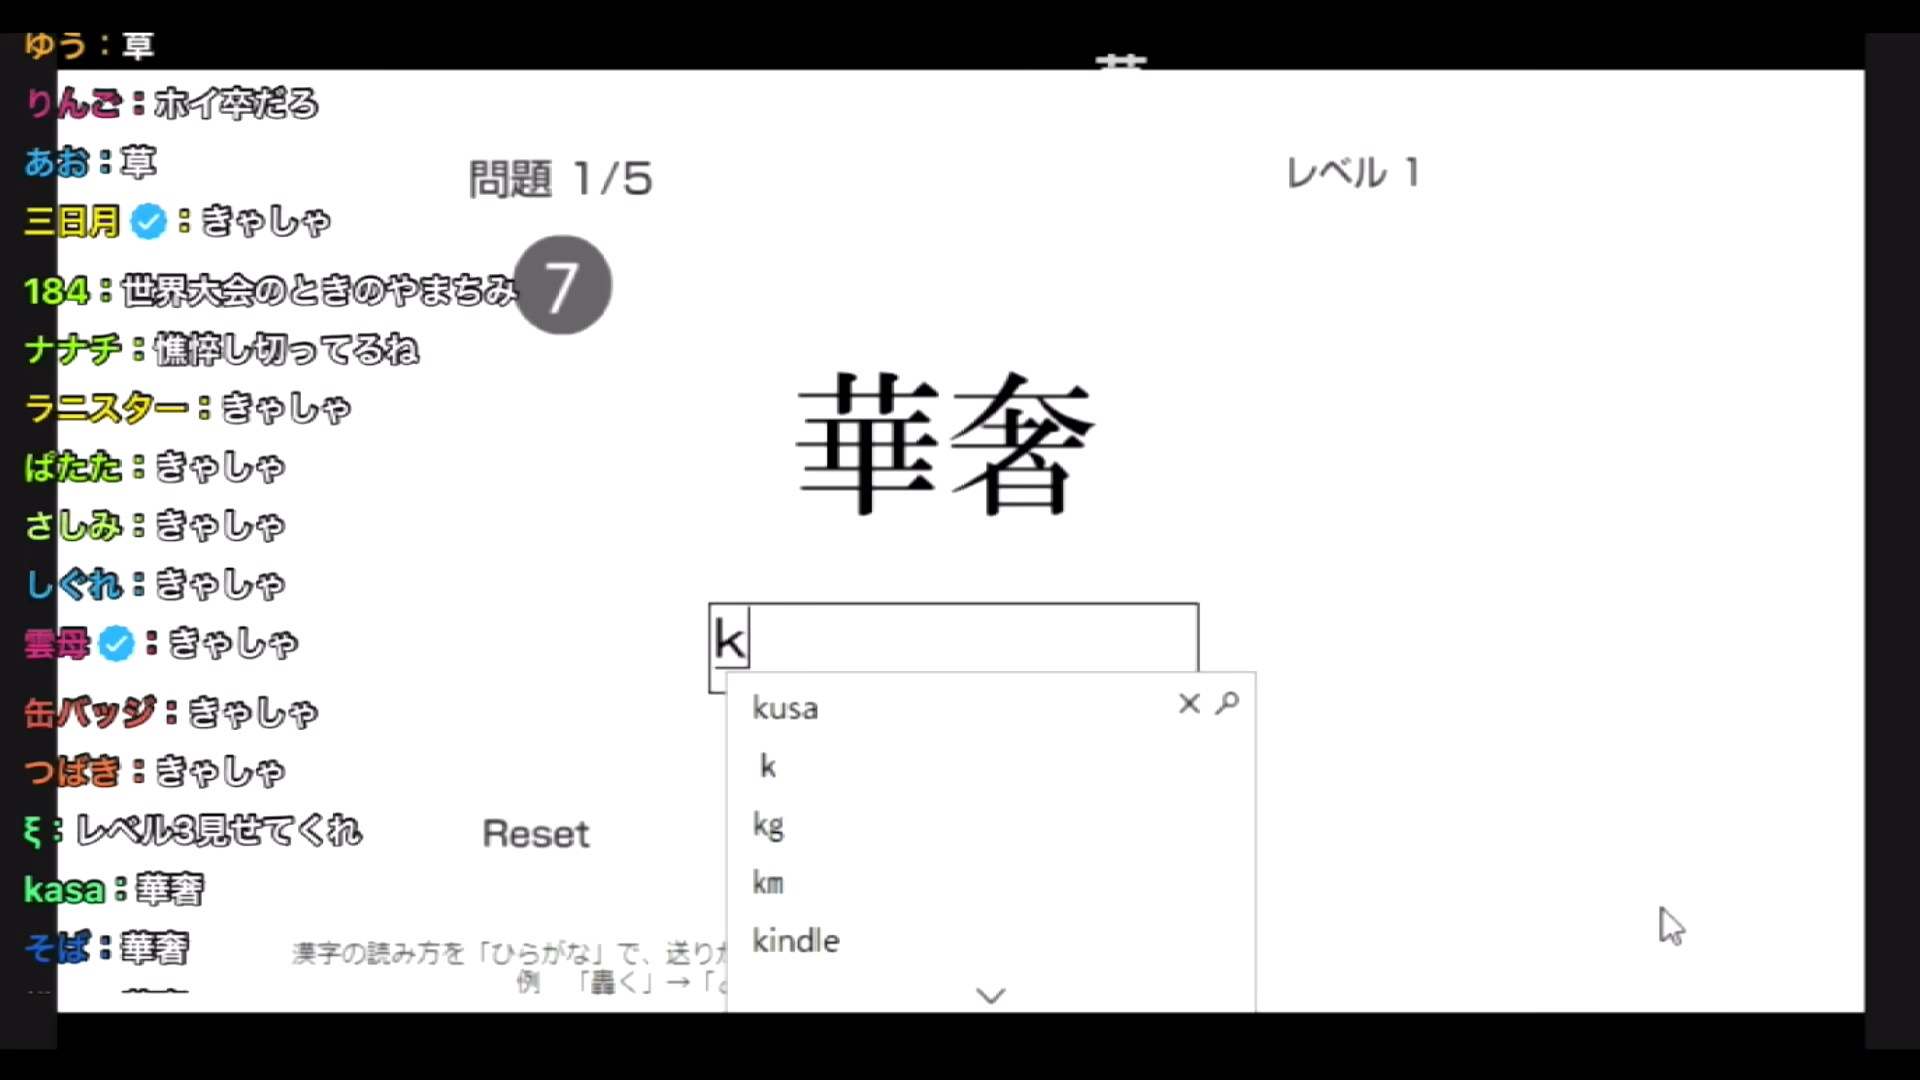 ゆう：草
りんご：ホイ卒だろ
あお：草
三日月：きゃしゃ
184：世界大会のときのやまちみ
ナナチ：憔悴し切ってるね
ラニスター：きゃしゃ
ぱたた：きゃしゃ
さしみ：きゃしゃ
しぐれ：きゃしゃ
雲母：きゃしゃ
缶バッジ：きゃしゃ
つばき：きゃしゃ
ξ：レベル3見せてくれ
kasa：華奢
そば：華奢
問題 1/5
レベル 1
7
華奢
k
kusa
k
kg
km
kindle
Reset
漢字の読み方を「ひらがな」で、送り
例 「轟く」→「